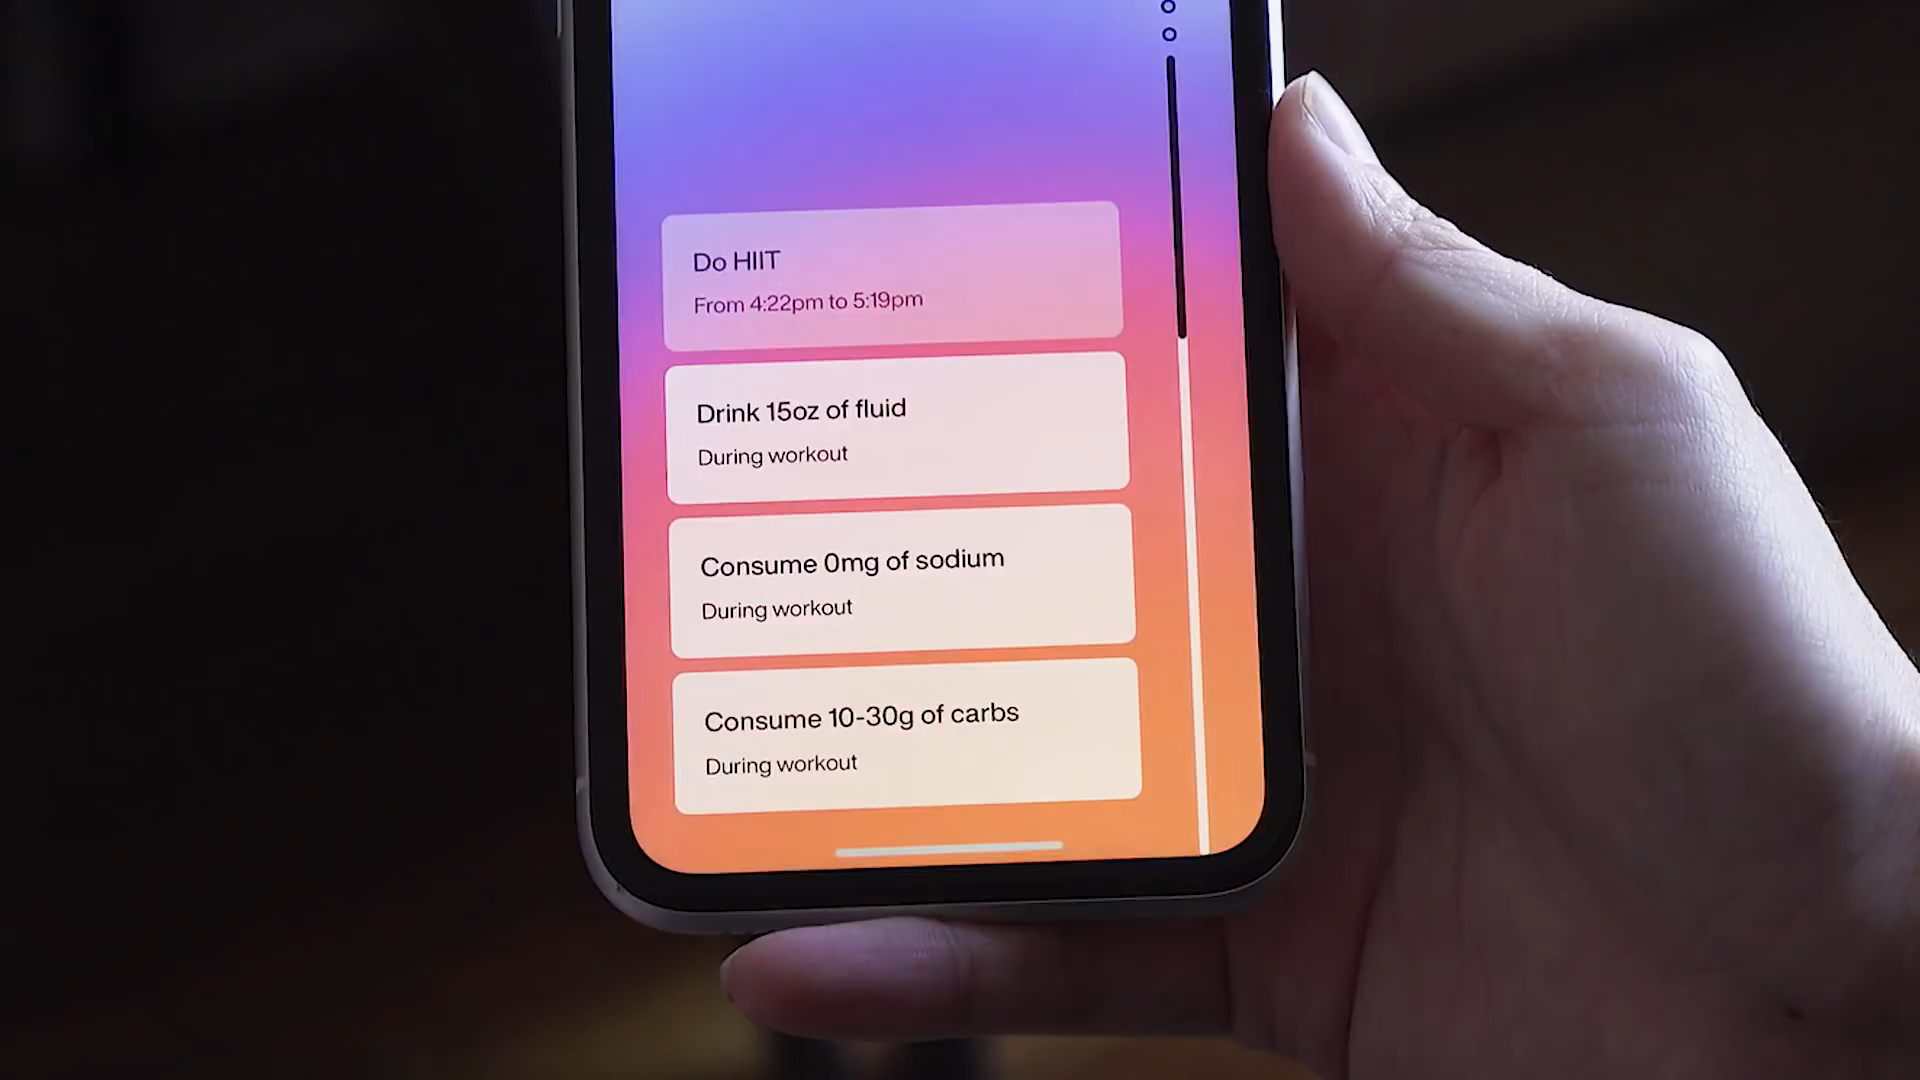 Do HIIT
From 4:22pm to 5:19pm
Drink 15oz of fluid
During workout
Consume 0mg of sodium
During workout
Consume 10-30g of carbs
During workout